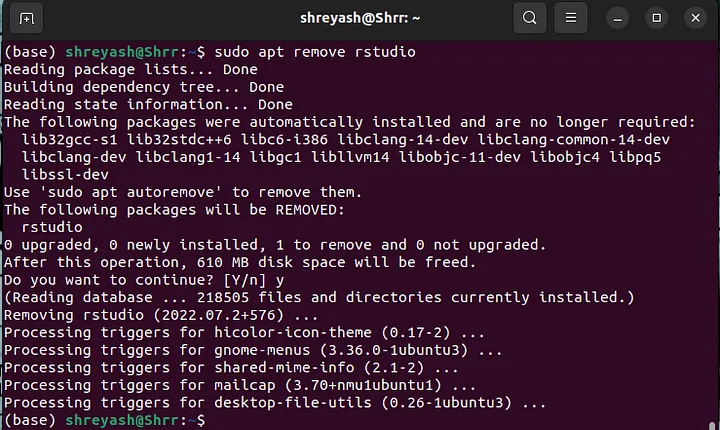 shreyash@Shrr: ~
(base) shreyash@Shrr:~$ sudo apt remove rstudio
Reading package lists... Done
Building dependency tree... Done
Reading state information... Done
The following packages were automatically installed and are no longer required:
  lib32gcc-s1 lib32stdc++6 libc6-i386 libclang-14-dev libclang-common-14-dev
  libclang-dev libclang1-14 libgc1 libllvm14 libobjc-11-dev libobjc4 libpq5
  libssl-dev
Use 'sudo apt autoremove' to remove them.
The following packages will be REMOVED:
  rstudio
0 upgraded, 0 newly installed, 1 to remove and 0 not upgraded.
After this operation, 610 MB disk space will be freed.
Do you want to continue? [Y/n] y
(Reading database ... 218505 files and directories currently installed.)
Removing rstudio (2022.07.2+576) ...
Processing triggers for hicolor-icon-theme (0.17-2) ...
Processing triggers for gnome-menus (3.36.0-1ubuntu3) ...
Processing triggers for shared-mime-info (2.1-2) ...
Processing triggers for mailcap (3.70+nmu1ubuntu1) ...
Processing triggers for desktop-file-utils (0.26-1ubuntu3) ...
(base) shreyash@Shrr:~$